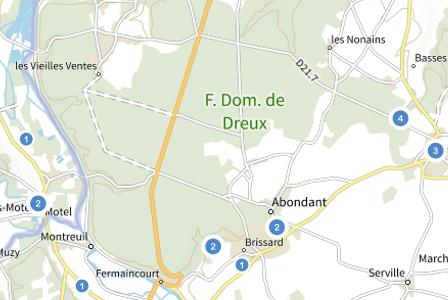 les Nonains
Basses
les Vieilles Ventes
D21.7
F. Dom. de
Dreux
4
1
3
2
Motel
Abondant
2
Montreuil
2
Brissard
Muzy
1
Fermaincourt
Serville
March
1